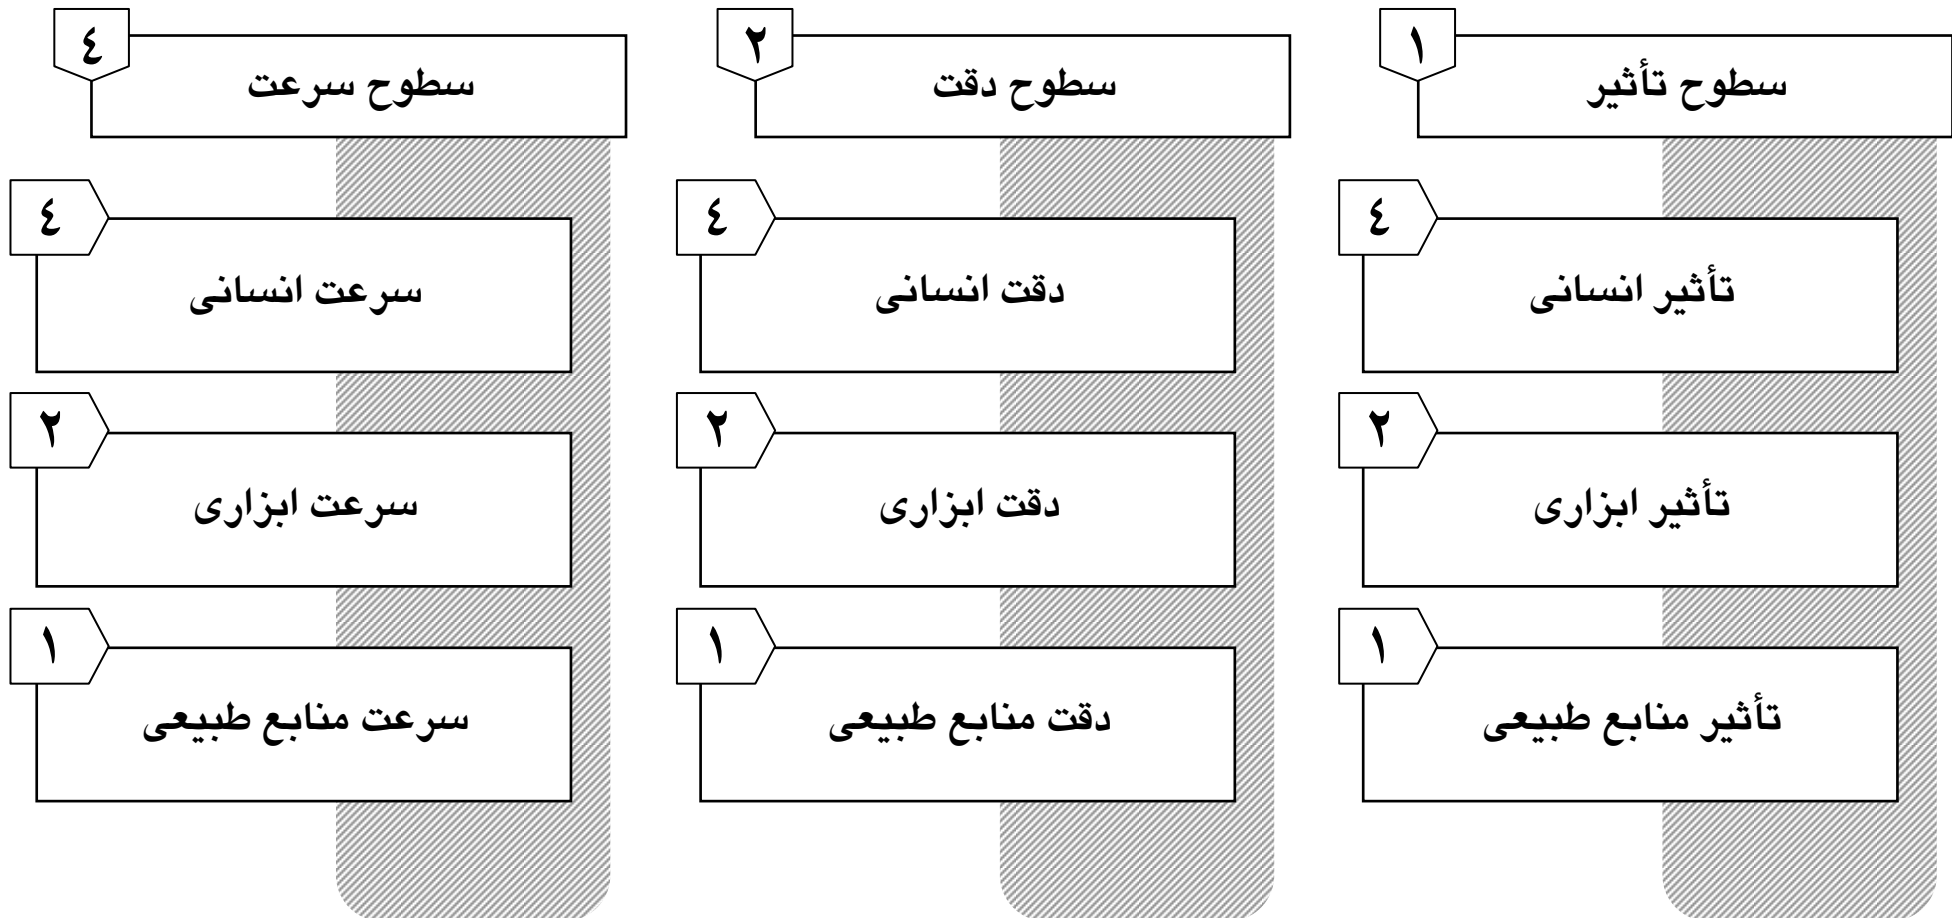 ١
سطوح تأثیر
٤
تأثیر انسانی
٢
تأثیر ابزاری
١
تأثیر منابع طبیعی
٢
سطوح دقت
٤
دقت انسانی
٢
دقت ابزاری
١
دقت منابع طبیعی
٤
سطوح سرعت
٤
سرعت انسانی
٢
سرعت ابزاری
١
سرعت منابع طبیعی